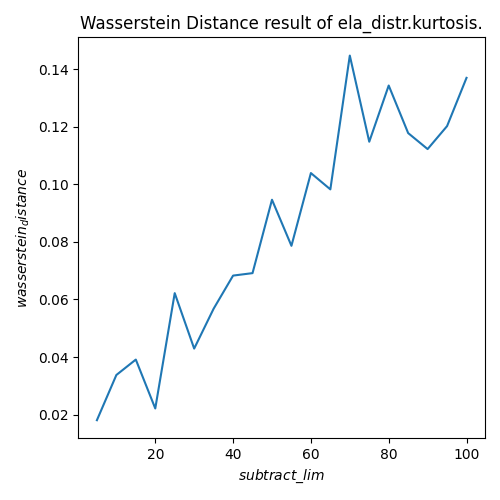 Wasserstein Distance result of ela_distr.kurtosis.
0.14
0.12
0.10
0.08
0.06
0.04
0.02
wasserstein_distance
20 40 60 80 100
subtract_lim